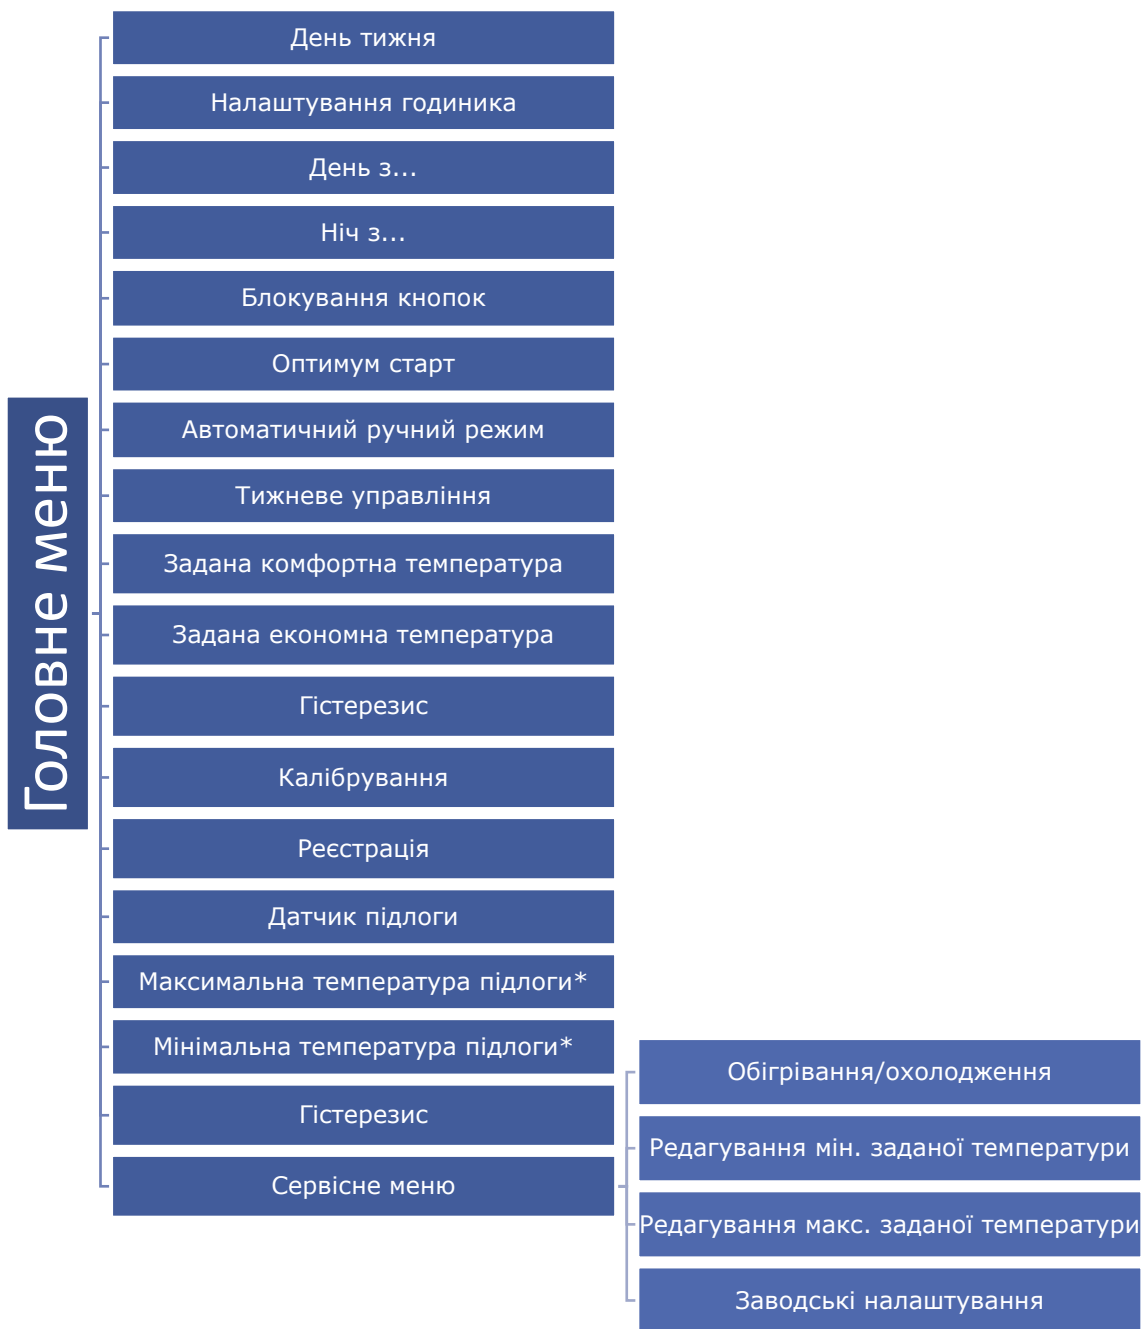 Головне меню
День тижня
Налаштування годиника
День з...
Ніч з...
Блокування кнопок
Оптимум старт
Автоматичний ручний режим
Тижневе управління
Задана комфортна температура
Задана економна температура
Гістерезис
Калібрування
Реєстрація
Датчик підлоги
Максимальна температура підлоги*
Мінімальна температура підлоги*
Гістерезис
Сервісне меню
Обігрівання/охолодження
Редагування мін. заданої температури
Редагування макс. заданої температури
Заводські налаштування